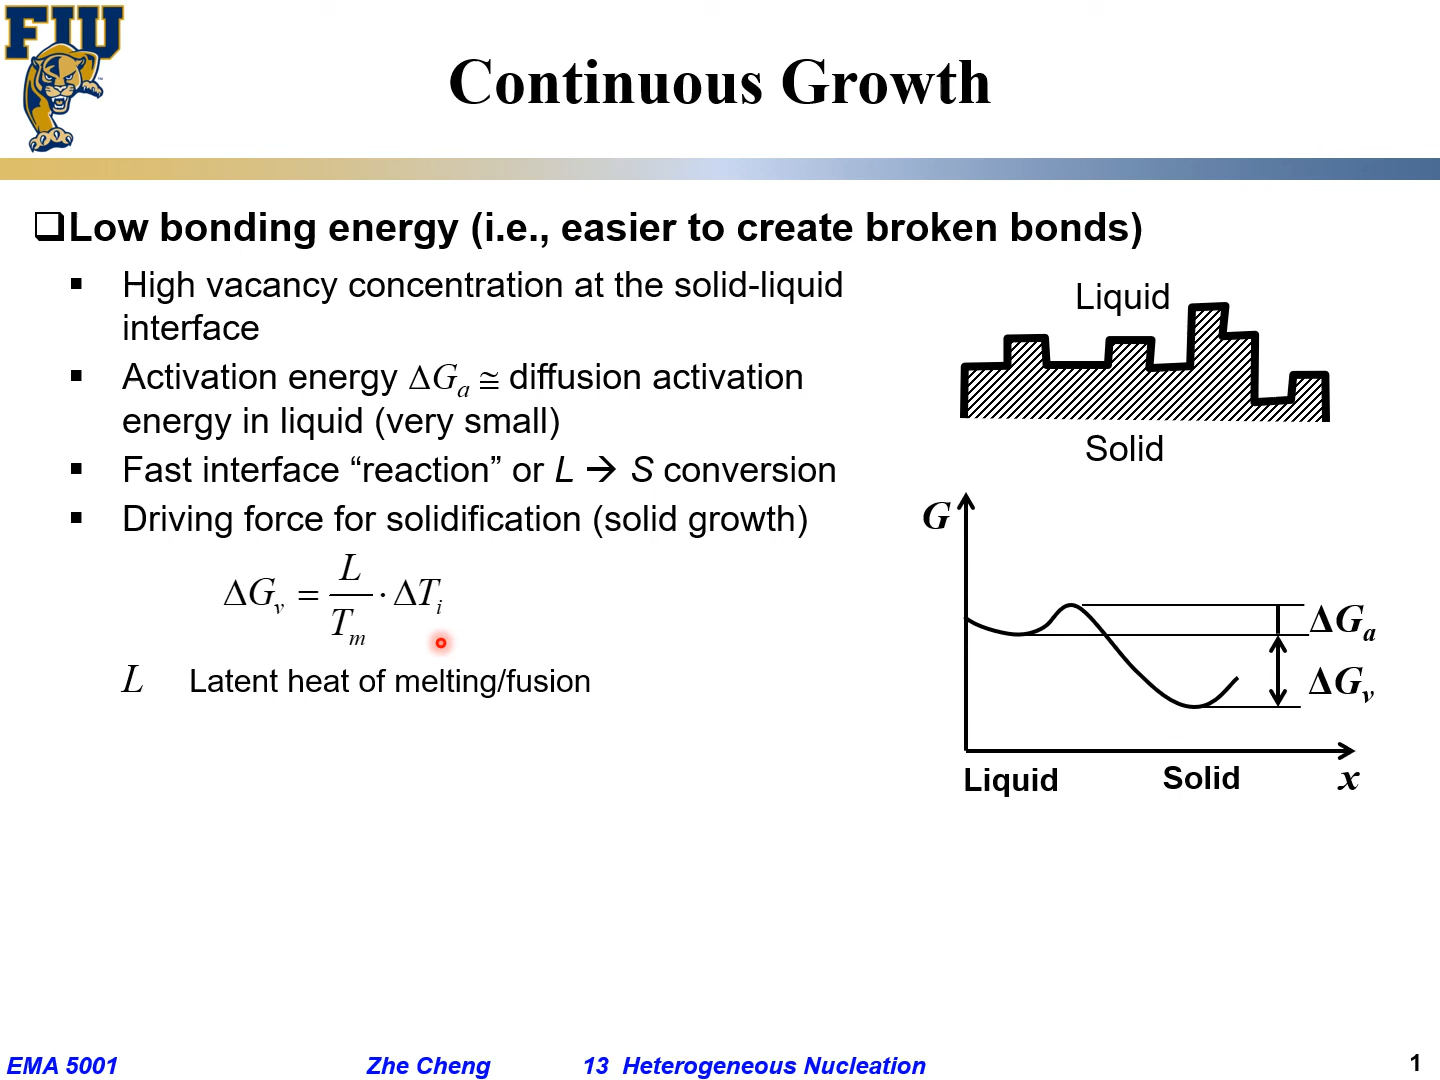 FIU
Continuous Growth
❑Low bonding energy (i.e., easier to create broken bonds)
▪ High vacancy concentration at the solid-liquid
interface
▪ Activation energy ΔGₐ ≅ diffusion activation
energy in liquid (very small)
▪ Fast interface “reaction” or L → S conversion
▪ Driving force for solidification (solid growth)
ΔG_v = L/T_m · ΔT_i
L Latent heat of melting/fusion
Liquid
Solid
G
ΔGₐ
ΔG_v
Liquid Solid x
EMA 5001 Zhe Cheng 13 Heterogeneous Nucleation 1